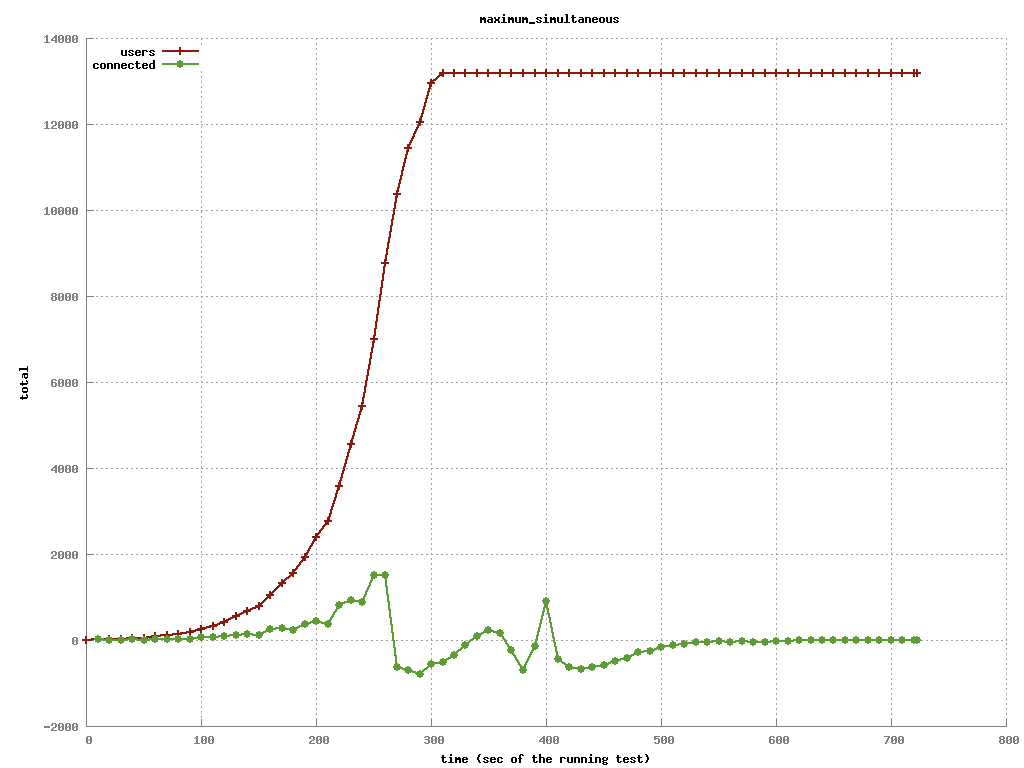 maximum_simultaneous
14000
users
connected
12000
10000
8000
6000
total
4000
2000
0
-2000
0 100 200 300 400 500 600 700 800
time (sec of the running test)